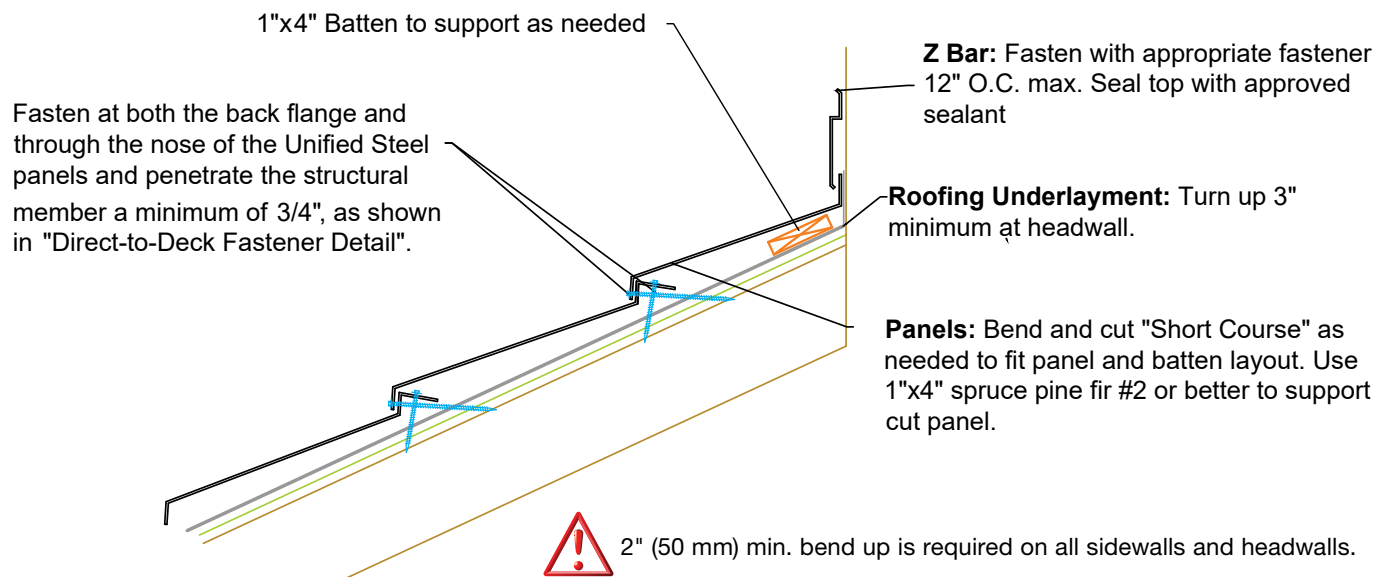 1"x4" Batten to support as needed
Z Bar: Fasten with appropriate fastener
12" O.C. max. Seal top with approved
sealant
Fasten at both the back flange and
through the nose of the Unified Steel
panels and penetrate the structural
member a minimum of 3/4", as shown
in "Direct-to-Deck Fastener Detail".
Roofing Underlayment: Turn up 3"
minimum at headwall.
Panels: Bend and cut "Short Course" as
needed to fit panel and batten layout. Use
1"x4" spruce pine fir #2 or better to support
cut panel.
2" (50 mm) min. bend up is required on all sidewalls and headwalls.